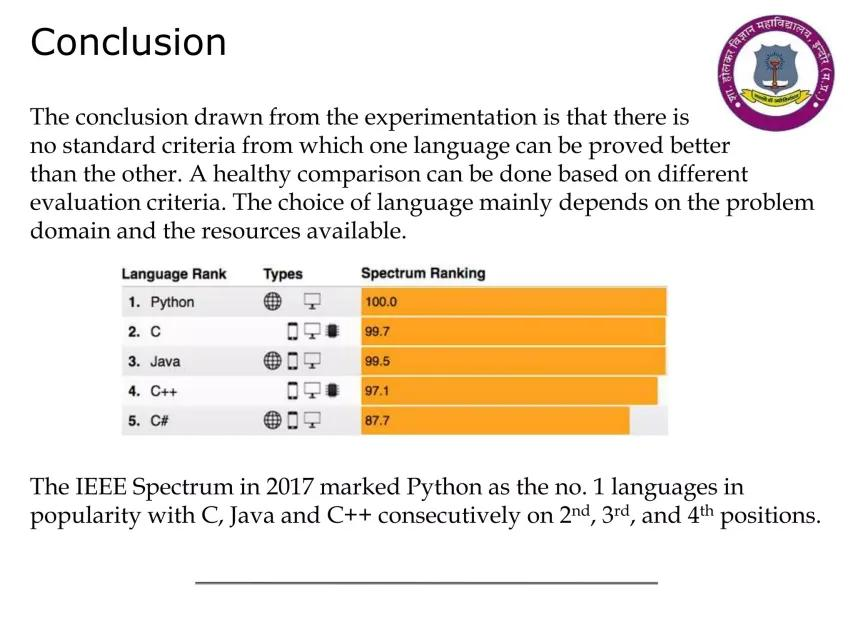 Conclusion
शा. होलकर विज्ञान महाविद्यालय, इन्दौर (म.प्र.)
The conclusion drawn from the experimentation is that there is
no standard criteria from which one language can be proved better
than the other. A healthy comparison can be done based on different
evaluation criteria. The choice of language mainly depends on the problem
domain and the resources available.
Language Rank Types Spectrum Ranking
1. Python 100.0
2. C 99.7
3. Java 99.5
4. C++ 97.1
5. C# 87.7
The IEEE Spectrum in 2017 marked Python as the no. 1 languages in
popularity with C, Java and C++ consecutively on 2nd, 3rd, and 4th positions.